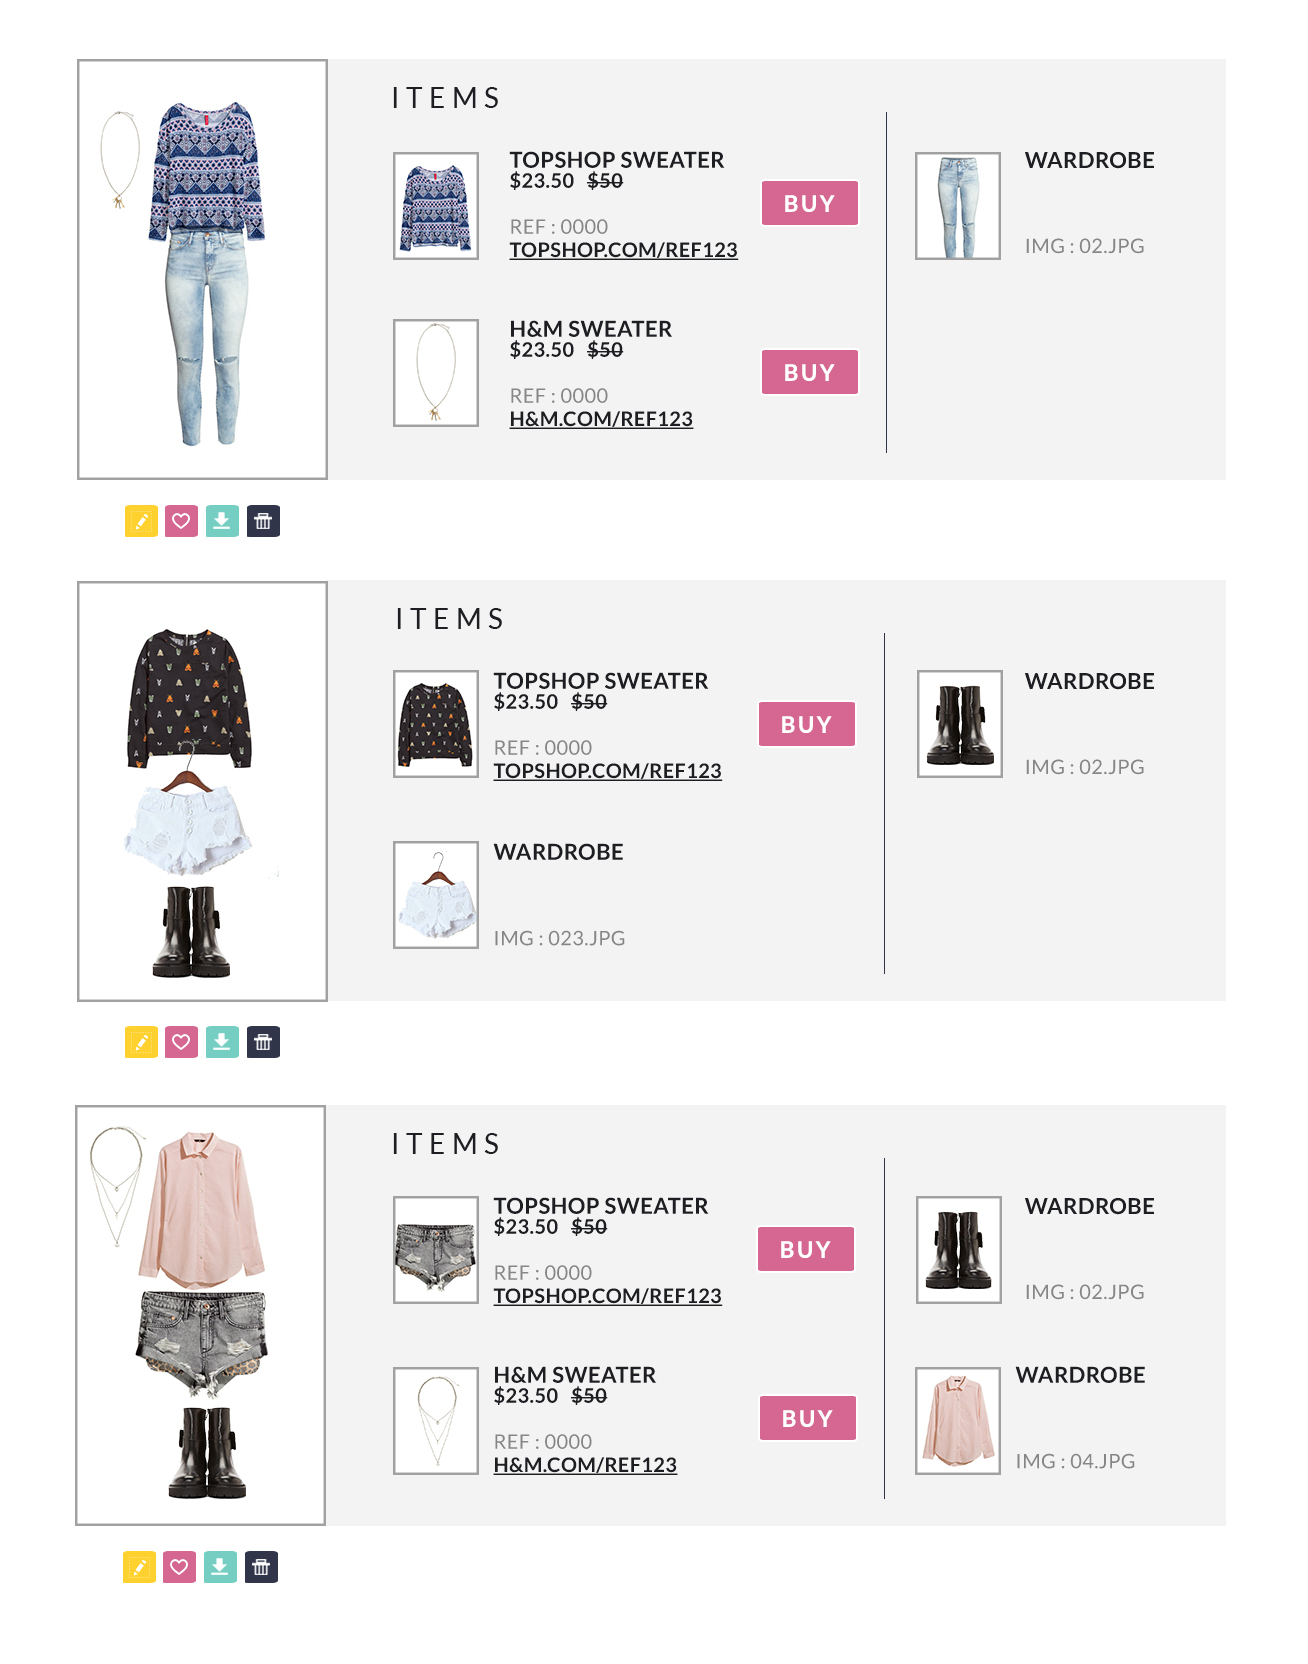 ITEMS
TOPSHOP SWEATER
$23.50 $50
REF : 0000
TOPSHOP.COM/REF123
BUY
WARDROBE
IMG : 02.JPG
H&M SWEATER
$23.50 $50
REF : 0000
H&M.COM/REF123
BUY
ITEMS
TOPSHOP SWEATER
$23.50 $50
REF : 0000
TOPSHOP.COM/REF123
BUY
WARDROBE
IMG : 02.JPG
WARDROBE
IMG : 023.JPG
ITEMS
TOPSHOP SWEATER
$23.50 $50
REF : 0000
TOPSHOP.COM/REF123
BUY
WARDROBE
IMG : 02.JPG
H&M SWEATER
$23.50 $50
REF : 0000
H&M.COM/REF123
BUY
WARDROBE
IMG : 04.JPG